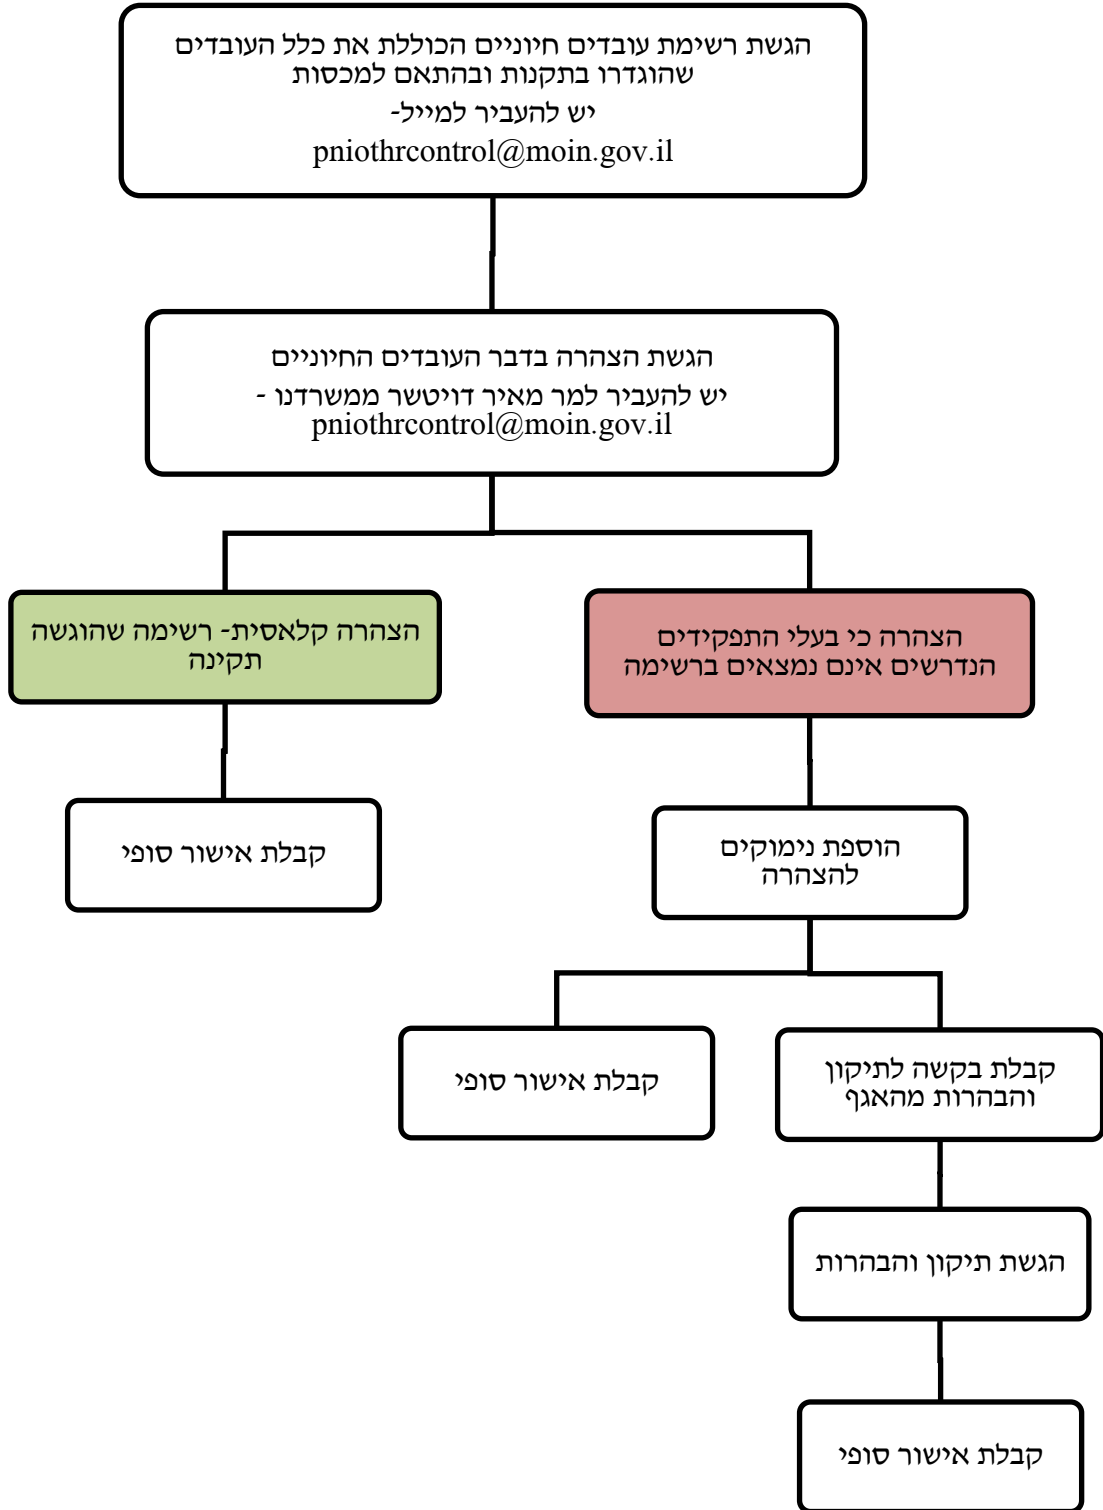 הגשת רשימת עובדים חיוניים הכוללת את כלל העובדים
שהוגדרו בתקנות ובהתאם למכסות
יש להעביר למייל-
pniothrcontrol@moin.gov.il
הגשת הצהרה בדבר העובדים החיוניים
יש להעביר למר מאיר דויטשר ממשרדנו -
pniothrcontrol@moin.gov.il
הצהרה כי בעלי התפקידים
הנדרשים אינם נמצאים ברשימה
הצהרה קלאסית- רשימה שהוגשה
תקינה
הוספת נימוקים
להצהרה
קבלת אישור סופי
קבלת בקשה לתיקון
והבהרות מהאגף
קבלת אישור סופי
הגשת תיקון והבהרות
קבלת אישור סופי